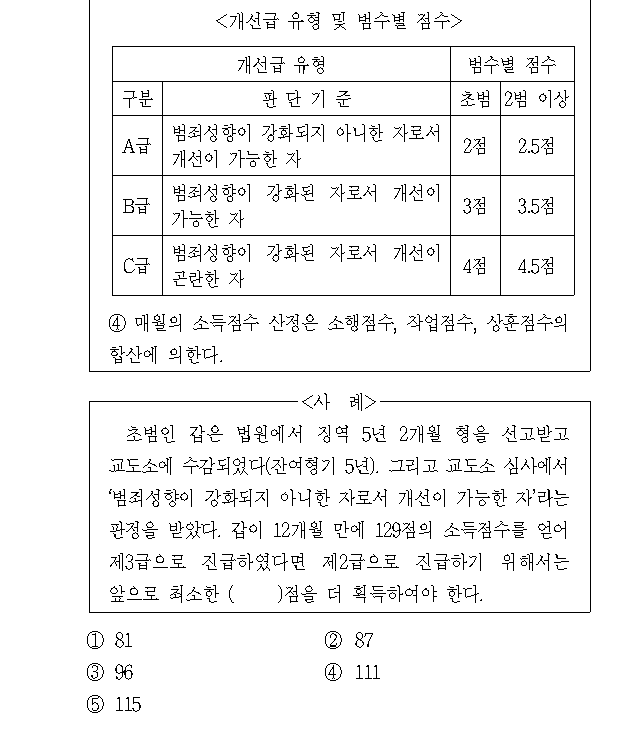 <개선급 유형 및 범수별 점수>
개선급 유형 범수별 점수
구분 판 단 기 준 초범 2범 이상
A급 범죄성향이 강화되지 아니한 자로서 개선이 가능한 자 2점 2.5점
B급 범죄성향이 강화된 자로서 개선이 가능한 자 3점 3.5점
C급 범죄성향이 강화된 자로서 개선이 곤란한 자 4점 4.5점
④ 매월의 소득점수 산정은 소행점수, 작업점수, 상훈점수의
합산에 의한다.
<사 례>
초범인 갑은 법원에서 징역 5년 2개월 형을 선고받고
교도소에 수감되었다(잔여형기 5년). 그리고 교도소 심사에서
‘범죄성향이 강화되지 아니한 자로서 개선이 가능한 자’라는
판정을 받았다. 갑이 12개월 만에 129점의 소득점수를 얻어
제3급으로 진급하였다면 제2급으로 진급하기 위해서는
앞으로 최소한 ( )점을 더 획득하여야 한다.
① 81 ② 87
③ 96 ④ 111
⑤ 115